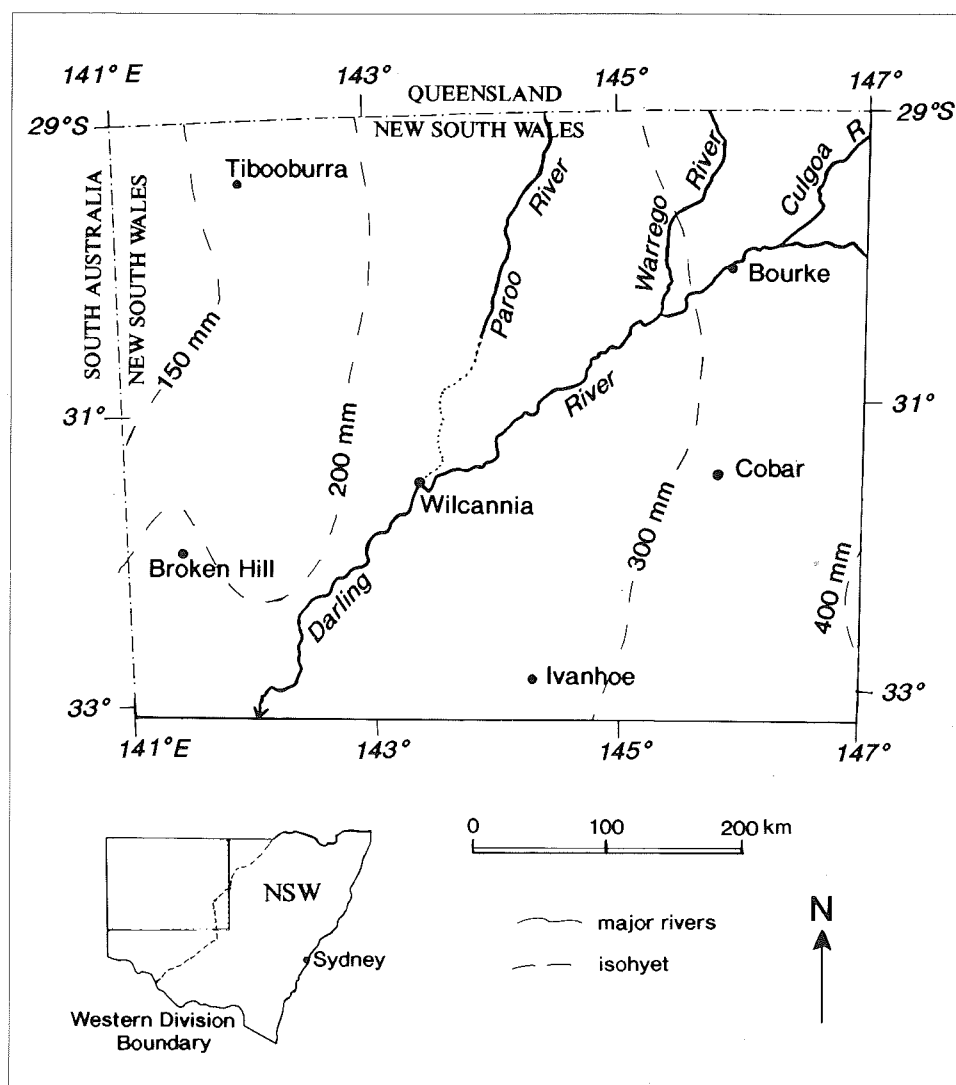 141° E
143°
145°
147°
QUEENSLAND
NEW SOUTH WALES
29°S
29°S
SOUTH AUSTRALIA
NEW SOUTH WALES
Tibooburra
Paroo River
Warrego River
Culgoa R
Bourke
150 mm
31°
31°
200 mm
River
Wilcannia
Cobar
300 mm
Broken Hill
Darling
400 mm
Ivanhoe
33°
33°
141°E
143°
145°
147°
0 100 200 km
NSW
Sydney
Western Division
Boundary
major rivers
isohyet
N